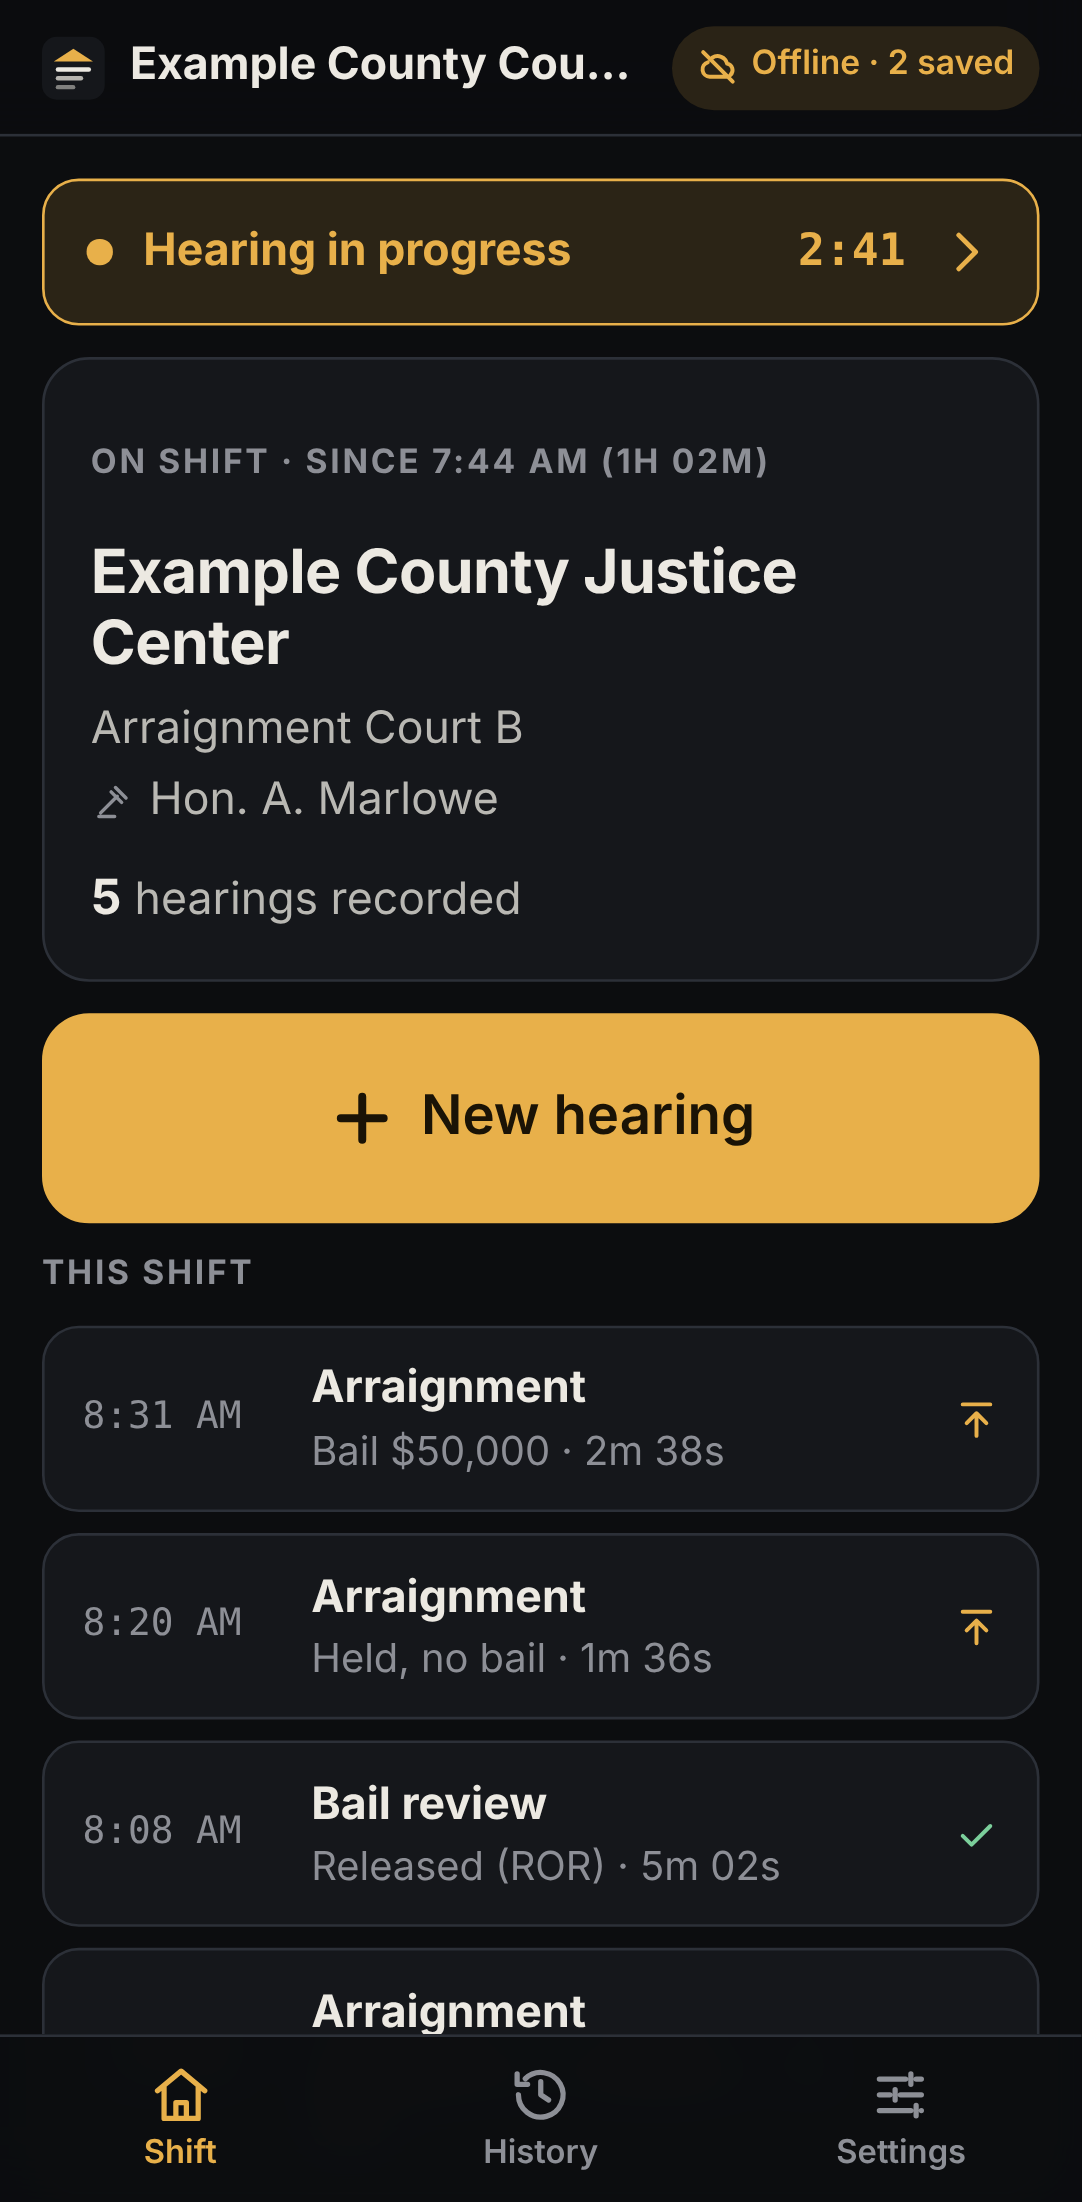 Example County Cou...
Offline · 2 saved
Hearing in progress
2:41
ON SHIFT · SINCE 7:44 AM (1H 02M)
Example County Justice
Center
Arraignment Court B
Hon. A. Marlowe
5 hearings recorded
New hearing
THIS SHIFT
8:31 AM
Arraignment
Bail $50,000 · 2m 38s
8:20 AM
Arraignment
Held, no bail · 1m 36s
8:08 AM
Bail review
Released (ROR) · 5m 02s
Arraignment
Shift
History
Settings